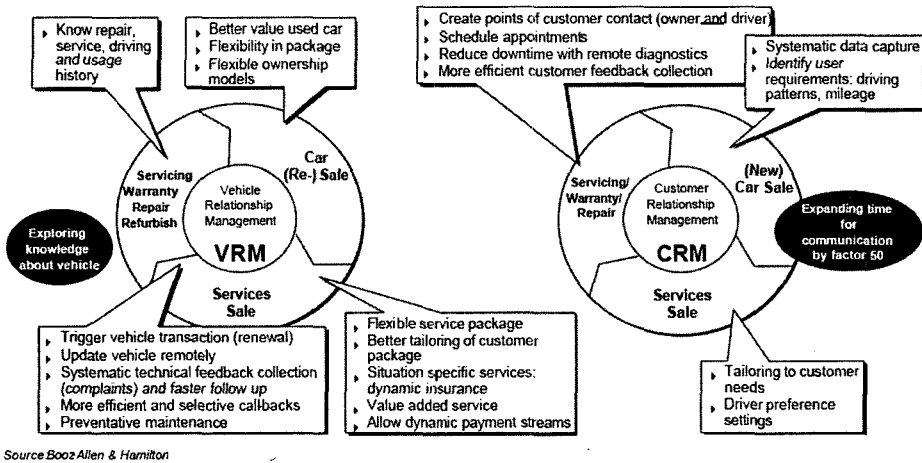 Know repair,
service, driving
and usage
history
Better value used car
Flexibility in package
Flexible ownership
models
Create points of customer contact (owner and driver)
Schedule appointments
Reduce downtime with remote diagnostics
More efficient customer feedback collection
Systematic data capture
Identify user
requirements: driving
patterns, mileage
Car
(Re-) Sale
Servicing
Warranty
Repair
Refurbish
Vehicle
Relationship
Management
VRM
Services
Sale
Exploring
knowledge
about vehicle
(New)
Car Sale
Servicing/
Warranty/
Repair
Customer
Relationship
Management
CRM
Services
Sale
Expanding time
for
communication
by factor 50
Trigger vehicle transaction (renewal)
Update vehicle remotely
Systematic technical feedback collection
(complaints) and faster follow up
More efficient and selective callbacks
Preventative maintenance
Flexible service package
Better tailoring of customer
package
Situation specific services:
dynamic insurance
Value added service
Allow dynamic payment streams
Tailoring to customer
needs
Driver preference
settings
Source Booz Allen & Hamilton